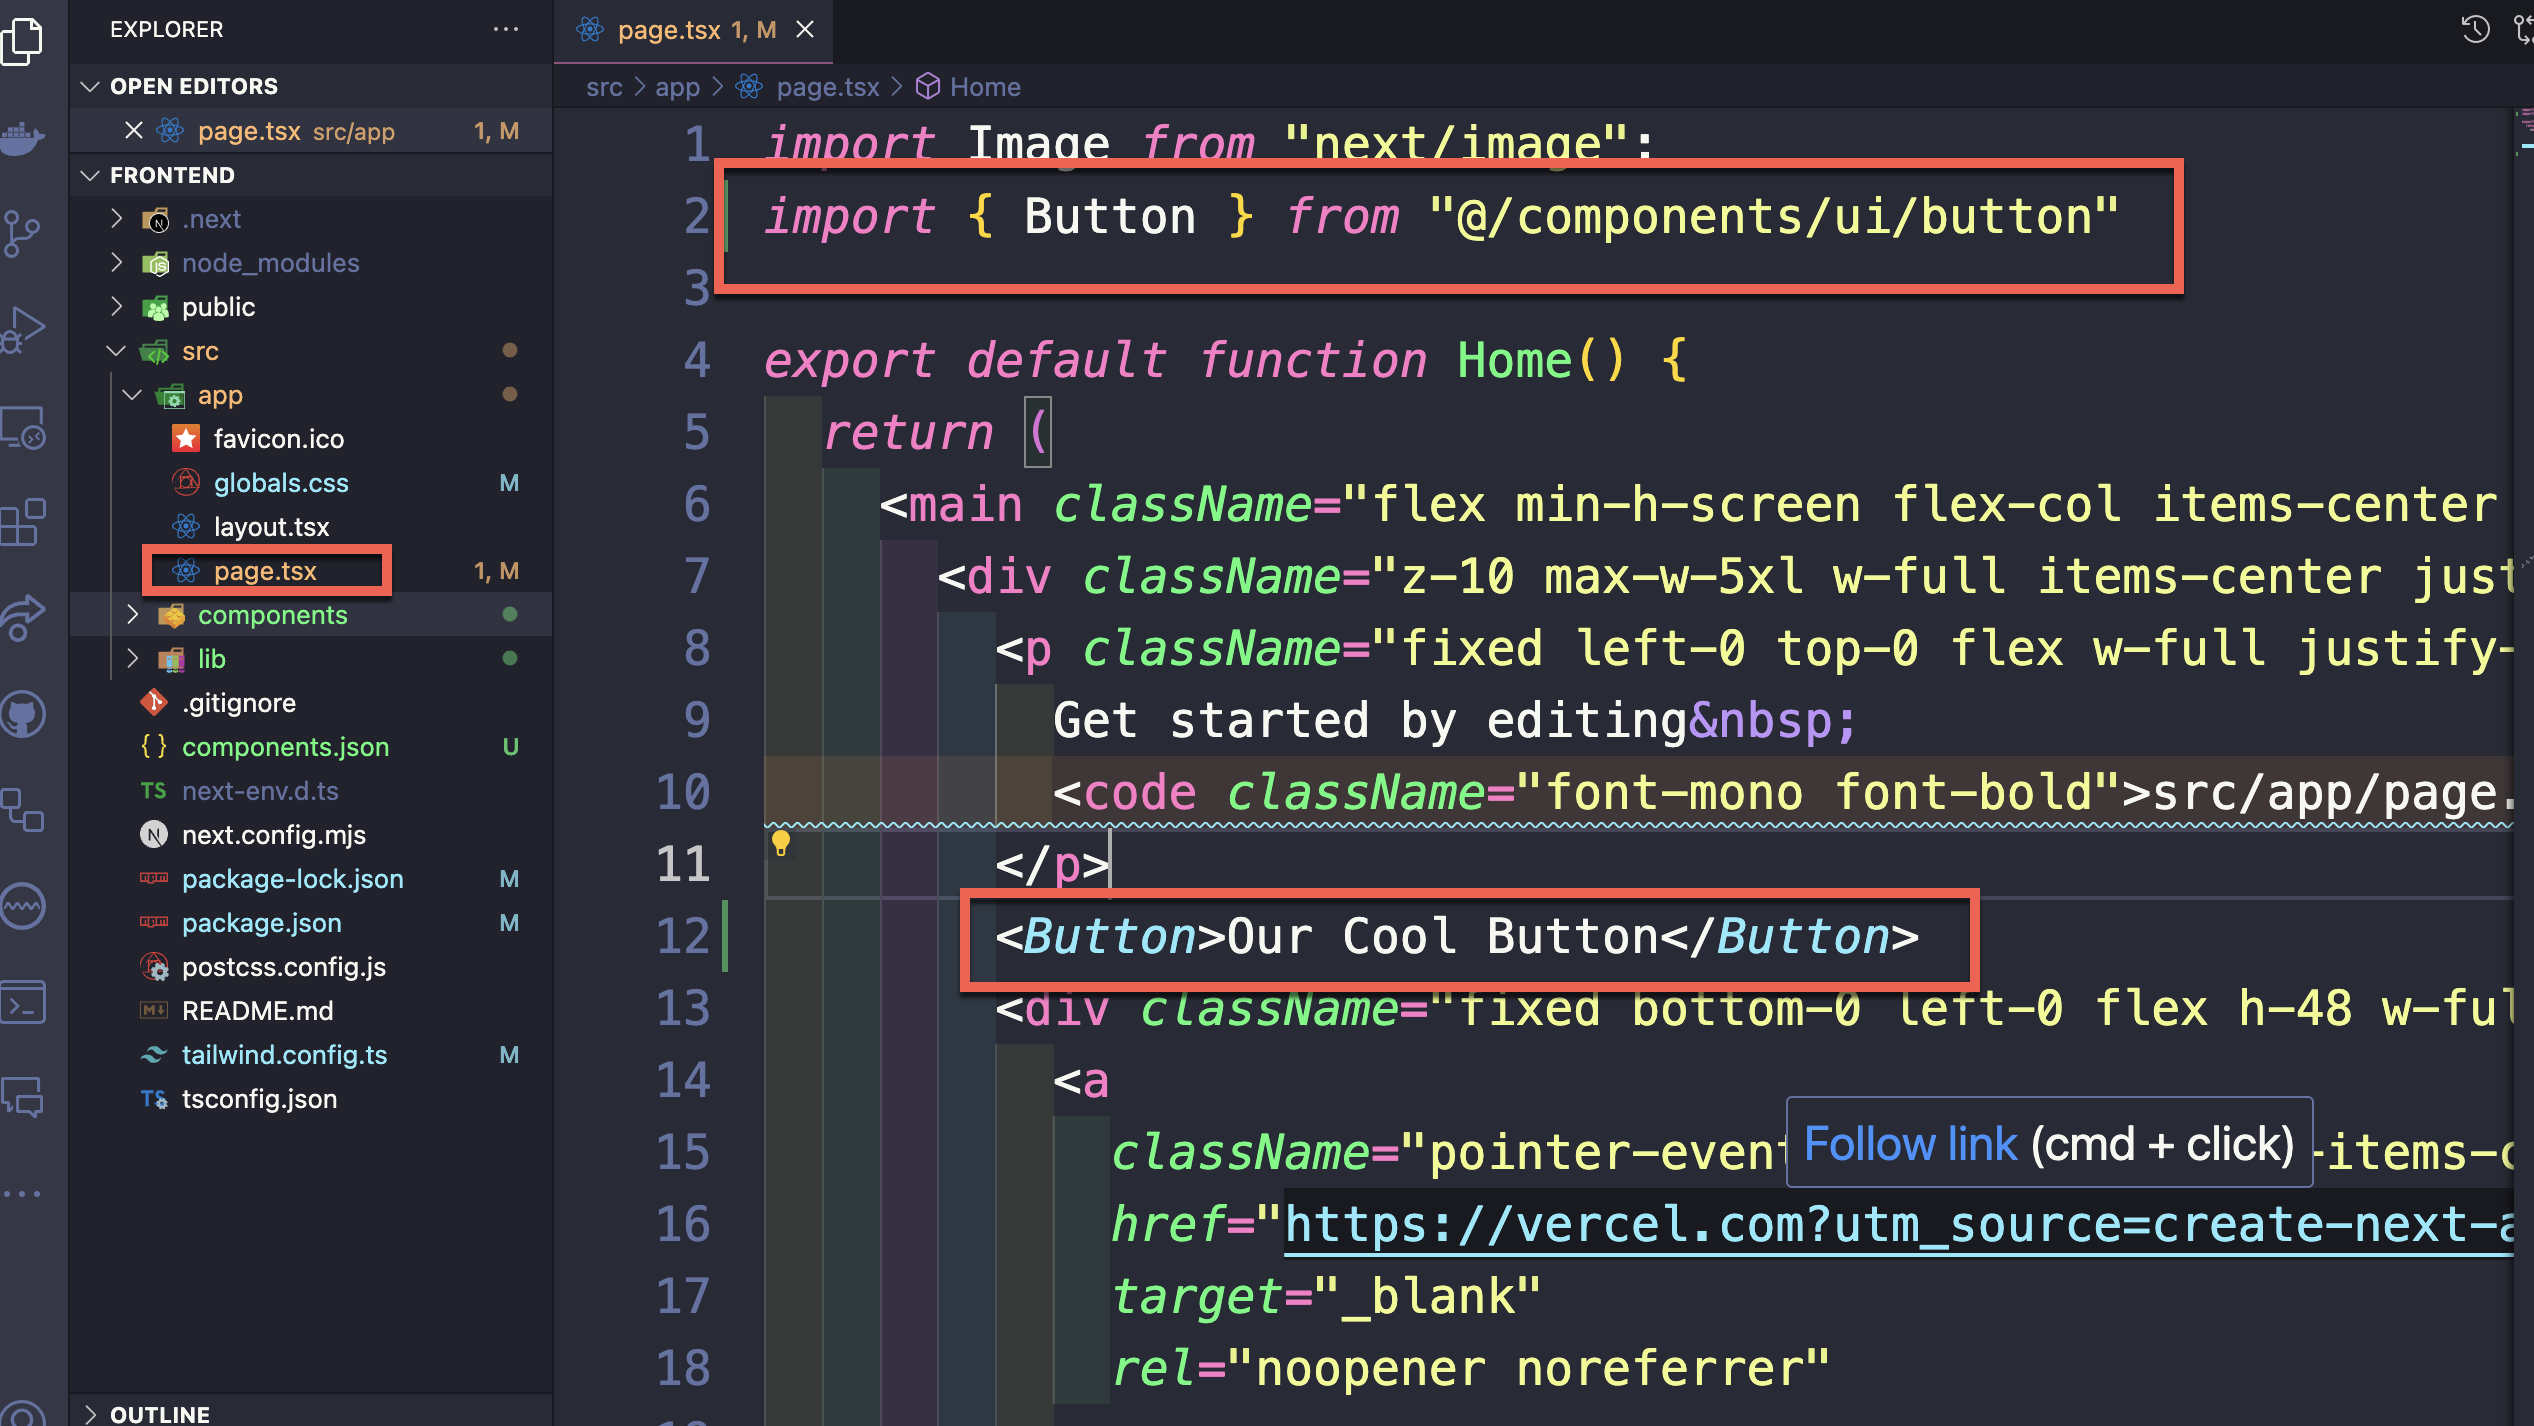 EXPLORER
OPEN EDITORS
page.tsx src/app 1, M
FRONTEND
.next
node_modules
public
src
app
favicon.ico
globals.css M
layout.tsx
page.tsx 1, M
components
lib
.gitignore
components.json U
next-env.d.ts
next.config.mjs
package-lock.json M
package.json M
postcss.config.js
README.md
tailwind.config.ts M
tsconfig.json
OUTLINE
page.tsx 1, M
src > app > page.tsx > Home
1 import Image from "next/image";
2 import { Button } from "@/components/ui/button"
3
4 export default function Home() {
5 return (
6 <main className="flex min-h-screen flex-col items-center
7 <div className="z-10 max-w-5xl w-full items-center just
8 <p className="fixed left-0 top-0 flex w-full justify-
9 Get started by editing&nbsp;
10 <code className="font-mono font-bold">src/app/page.
11 </p>
12 <Button>Our Cool Button</Button>
13 <div className="fixed bottom-0 left-0 flex h-48 w-ful
14 <a
Follow link (cmd + click)
15 className="pointer-event -items-c
16 href="https://vercel.com?utm_source=create-next-a
17 target="_blank"
18 rel="noopener noreferrer"